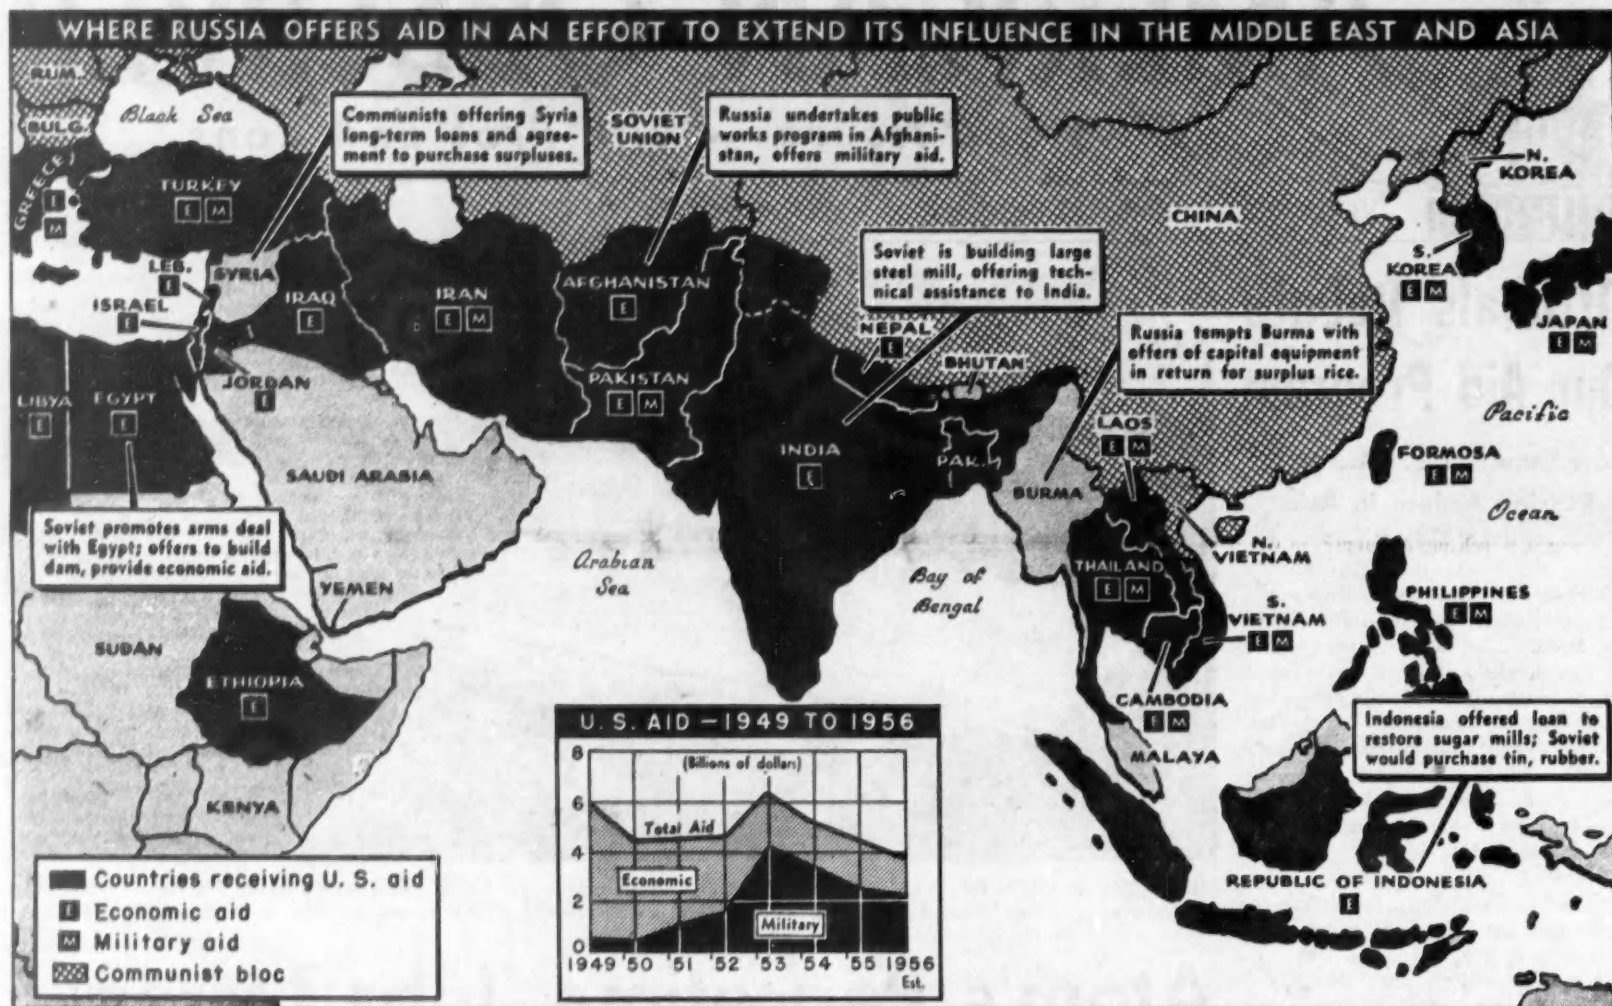 WHERE RUSSIA OFFERS AID IN AN EFFORT TO EXTEND ITS INFLUENCE IN THE MIDDLE EAST AND ASIA
RUM.
BULG.
Black Sea
Communists offering Syria
long-term loans and agree-
ment to purchase surpluses.
SOVIET
UNION
Russia undertakes public
works program in Afghani-
stan, offers military aid.
N.
KOREA
GREECE
E
M
TURKEY
E M
CHINA
S.
KOREA
E M
LEB.
E
SYRIA
ISRAEL
E
IRAQ
E
IRAN
E M
AFGHANISTAN
E
Soviet is building large
steel mill, offering tech-
nical assistance to India.
NEPAL
E
BHUTAN
Russia tempts Burma with
offers of capital equipment
in return for surplus rice.
JAPAN
E M
JORDAN
E
PAKISTAN
E M
LIBYA
E
EGYPT
E
Pacific
Ocean
LAOS
E M
FORMOSA
E M
SAUDI ARABIA
INDIA
E
PAK.
BURMA
Soviet promotes arms deal
with Egypt; offers to build
dam, provide economic aid.
Arabian
Sea
Bay of
Bengal
N.
VIETNAM
THAILAND
E M
YEMEN
S.
VIETNAM
E M
PHILIPPINES
E M
SUDAN
ETHIOPIA
E
CAMBODIA
E M
MALAYA
Indonesia offered loan to
restore sugar mills; Soviet
would purchase tin, rubber.
KENYA
REPUBLIC OF INDONESIA
E
U.S. AID — 1949 TO 1956
(Billions of dollars)
8
6
4
2
0
Total Aid
Economic
Military
1949 '50 '51 '52 '53 '54 '55 1956
Est.
Countries receiving U. S. aid
E Economic aid
M Military aid
Communist bloc